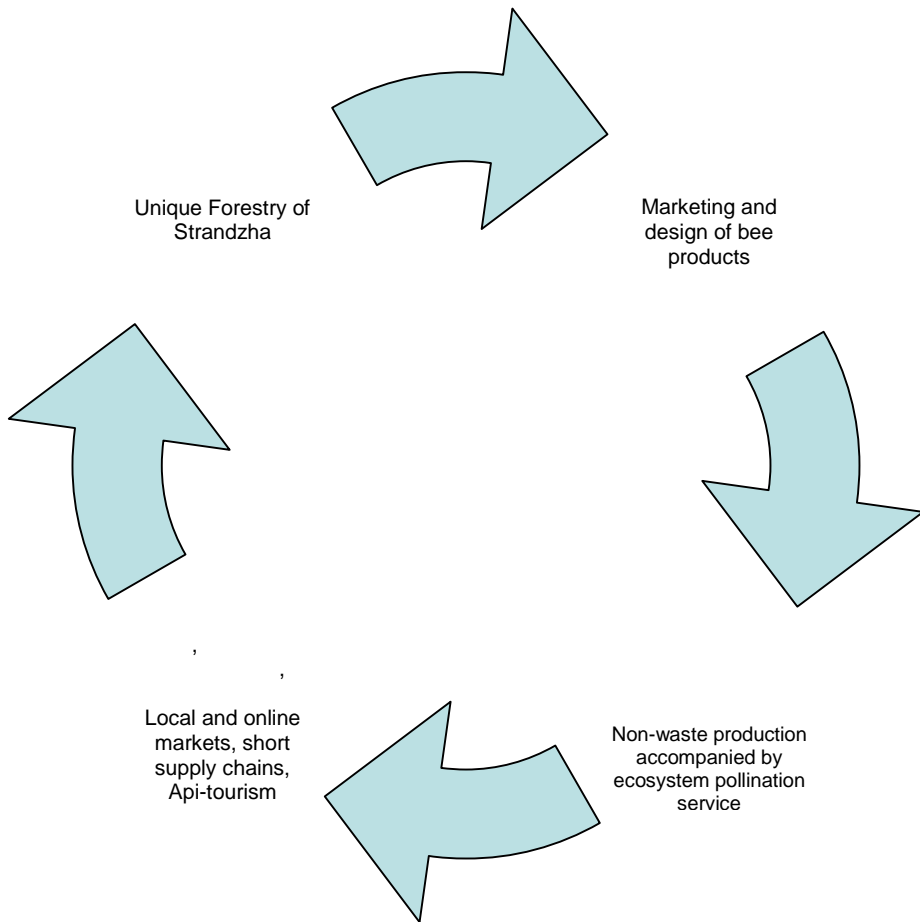 Unique Forestry of
Strandzha
Marketing and
design of bee
products
Non-waste production
accompanied by
ecosystem pollination
service
,
,
Local and online
markets, short
supply chains,
Api-tourism